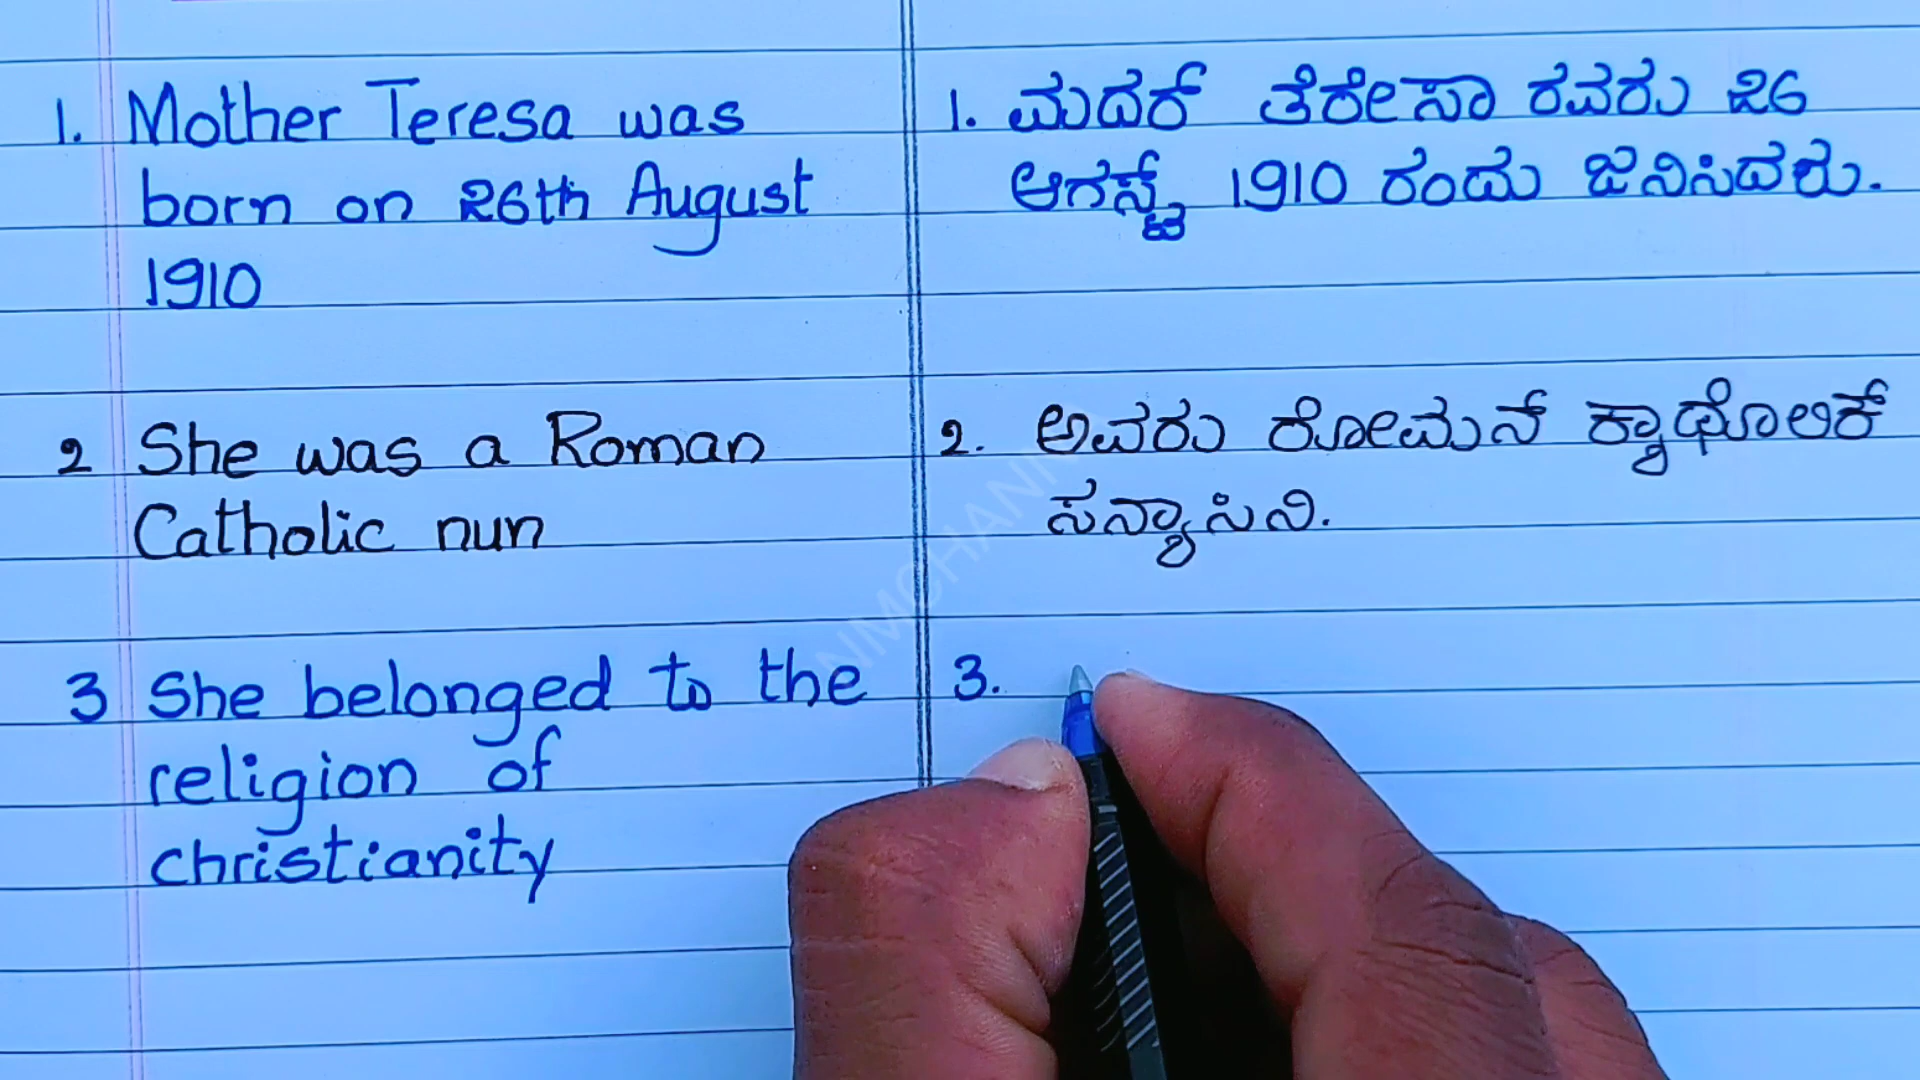 1. Mother Teresa was
born on 26th August
1910
2 She was a Roman
Catholic nun
3 She belonged to the
religion of
christianity
1. ಮದರ್ ತೆರೇಸಾ ರವರು 26
ಆಗಸ್ಟ್ 1910 ರಂದು ಜನಿಸಿದರು.
2. ಅವರು ರೋಮನ್ ಕ್ಯಾಥೋಲಿಕ್
ಸನ್ಯಾಸಿನಿ.
3.